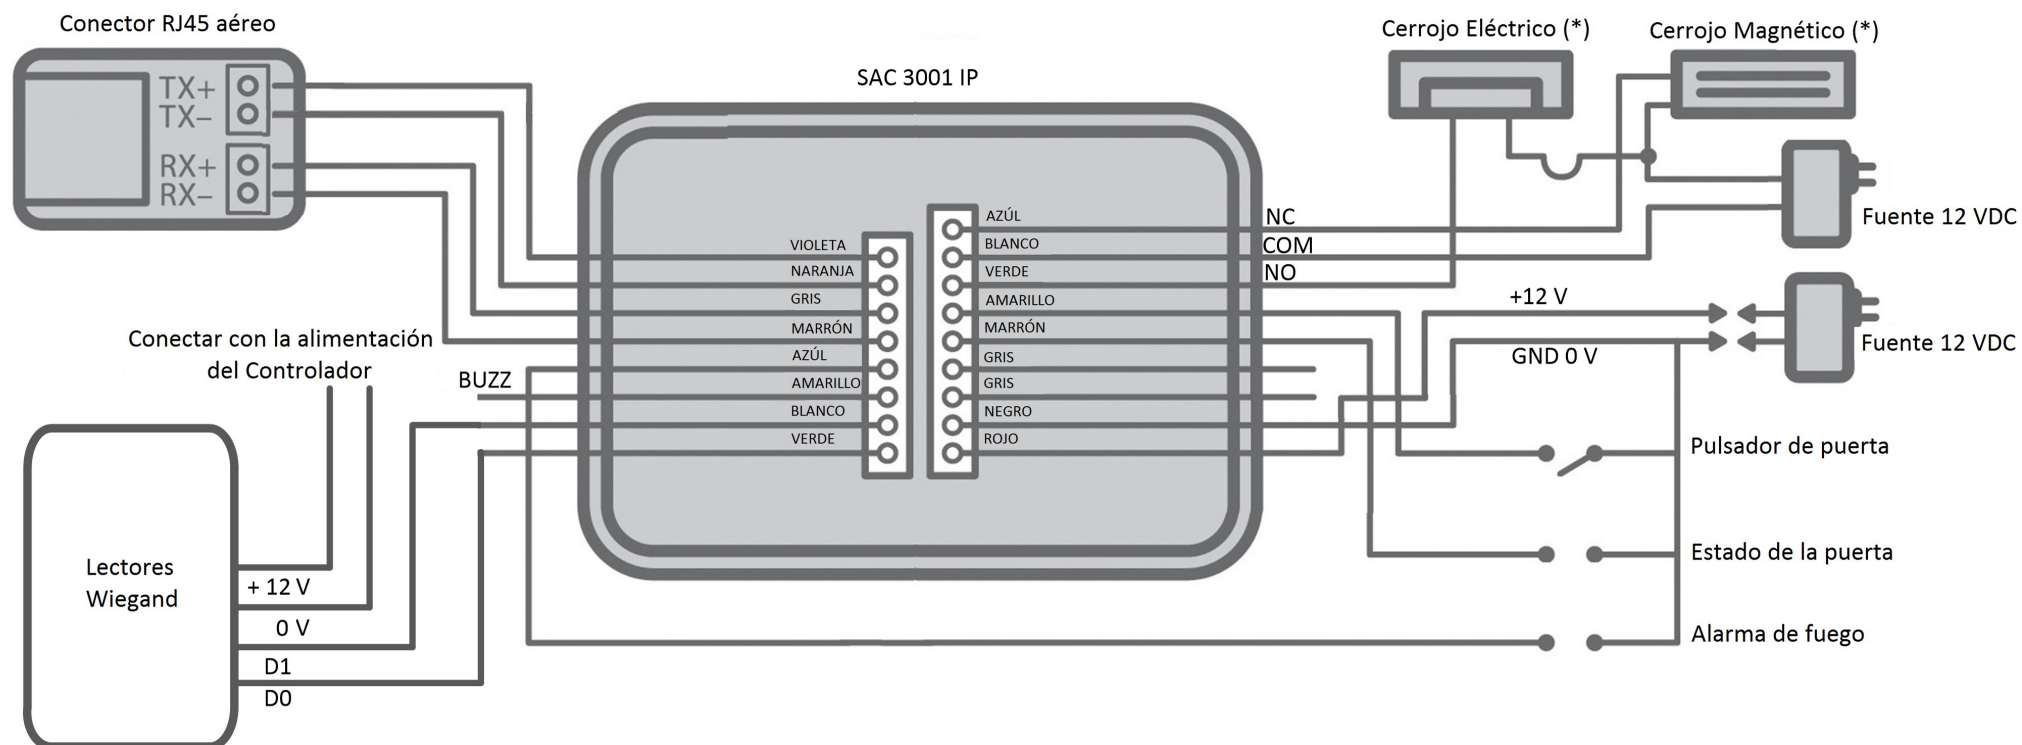 Conector RJ45 aéreo
TX+
TX–
RX+
RX–
SAC 3001 IP
Cerrojo Eléctrico (*)
Cerrojo Magnético (*)
Fuente 12 VDC
NC
COM
NO
+12 V
GND 0 V
Fuente 12 VDC
VIOLETA
NARANJA
GRIS
MARRÓN
AZÚL
AMARILLO
BLANCO
VERDE
AZÚL
BLANCO
VERDE
AMARILLO
MARRÓN
GRIS
GRIS
NEGRO
ROJO
Conectar con la alimentación
del Controlador
BUZZ
Lectores
Wiegand
+ 12 V
0 V
D1
D0
Pulsador de puerta
Estado de la puerta
Alarma de fuego